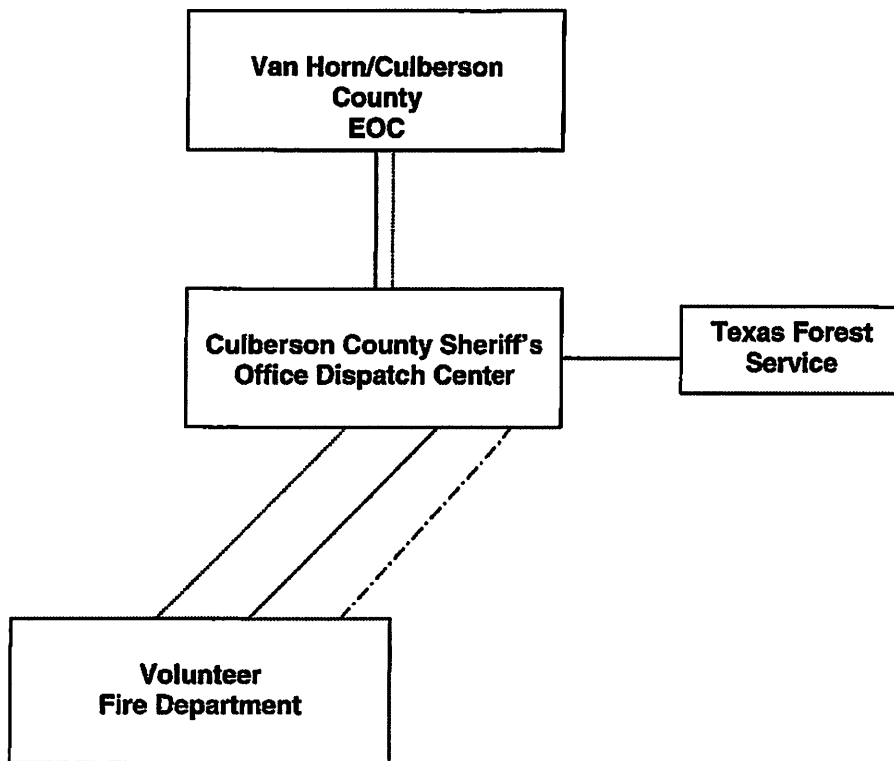 Van Horn/Culberson
County
EOC
Culberson County Sheriff's
Office Dispatch Center
Texas Forest
Service
Volunteer
Fire Department